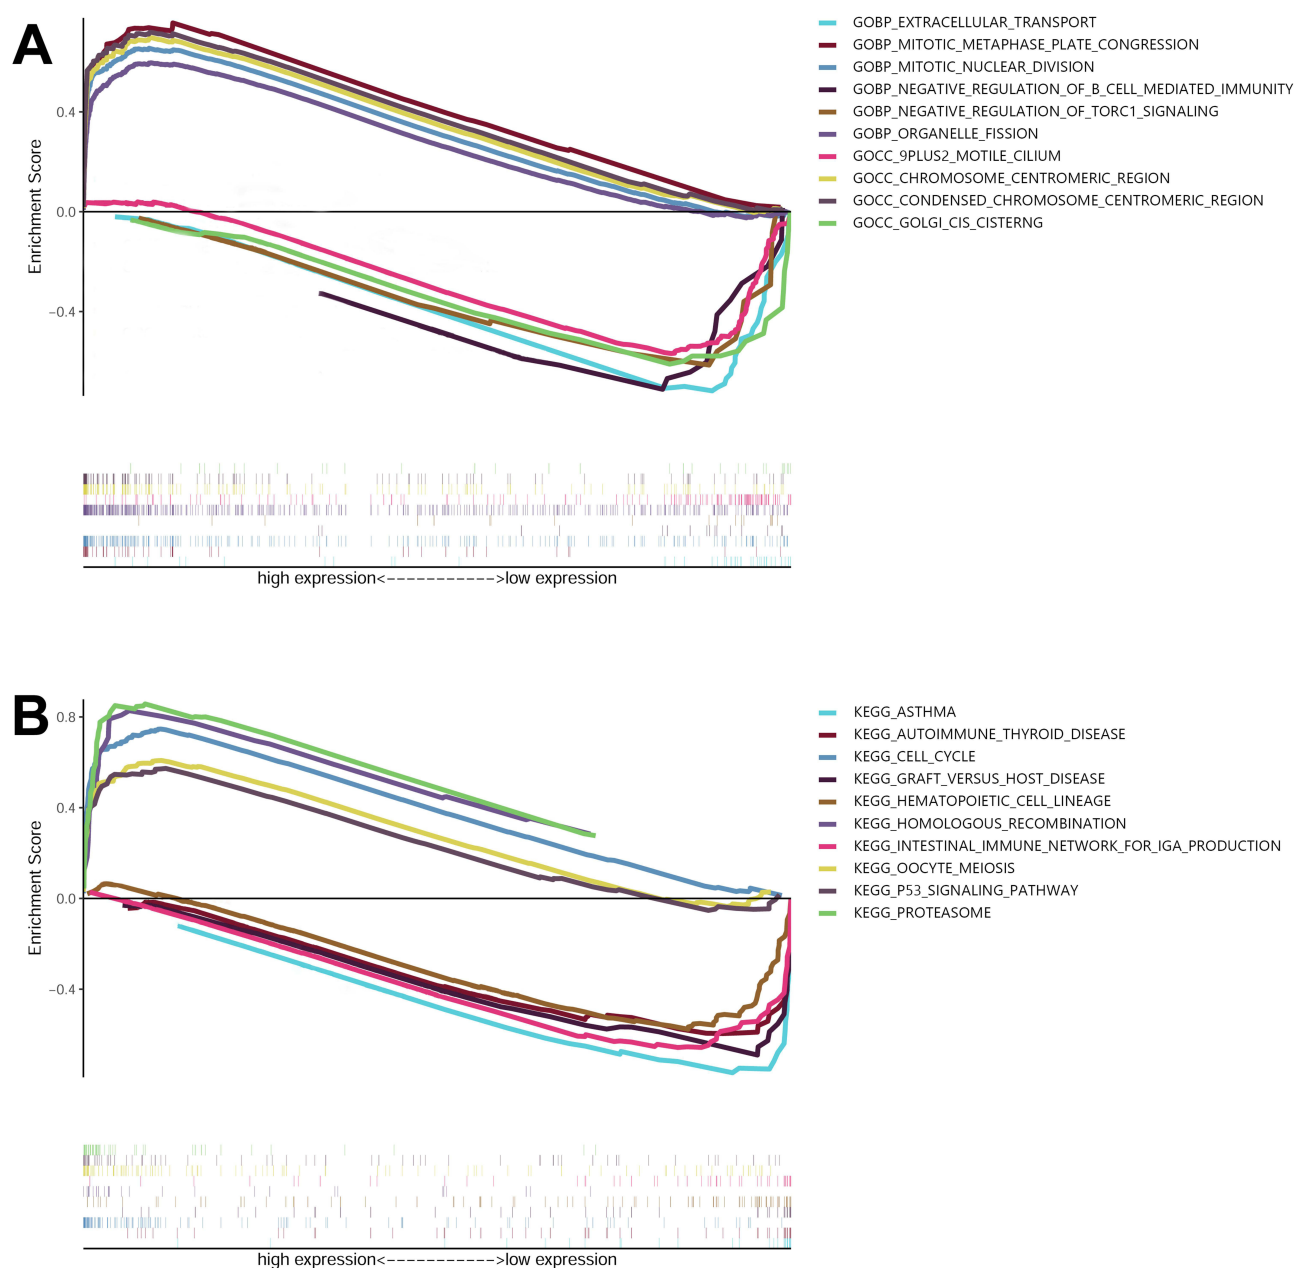 A
Enrichment Score
0.4
0.0
−0.4
GOBP_EXTRACELLULAR_TRANSPORT
GOBP_MITOTIC_METAPHASE_PLATE_CONGRESSION
GOBP_MITOTIC_NUCLEAR_DIVISION
GOBP_NEGATIVE_REGULATION_OF_B_CELL_MEDIATED_IMMUNITY
GOBP_NEGATIVE_REGULATION_OF_TORC1_SIGNALING
GOBP_ORGANELLE_FISSION
GOCC_9PLUS2_MOTILE_CILIUM
GOCC_CHROMOSOME_CENTROMERIC_REGION
GOCC_CONDENSED_CHROMOSOME_CENTROMERIC_REGION
GOCC_GOLGI_CIS_CISTERNG
high expression<----------->low expression
B
Enrichment Score
0.8
0.4
0.0
−0.4
KEGG_ASTHMA
KEGG_AUTOIMMUNE_THYROID_DISEASE
KEGG_CELL_CYCLE
KEGG_GRAFT_VERSUS_HOST_DISEASE
KEGG_HEMATOPOIETIC_CELL_LINEAGE
KEGG_HOMOLOGOUS_RECOMBINATION
KEGG_INTESTINAL_IMMUNE_NETWORK_FOR_IGA_PRODUCTION
KEGG_OOCYTE_MEIOSIS
KEGG_P53_SIGNALING_PATHWAY
KEGG_PROTEASOME
high expression<----------->low expression